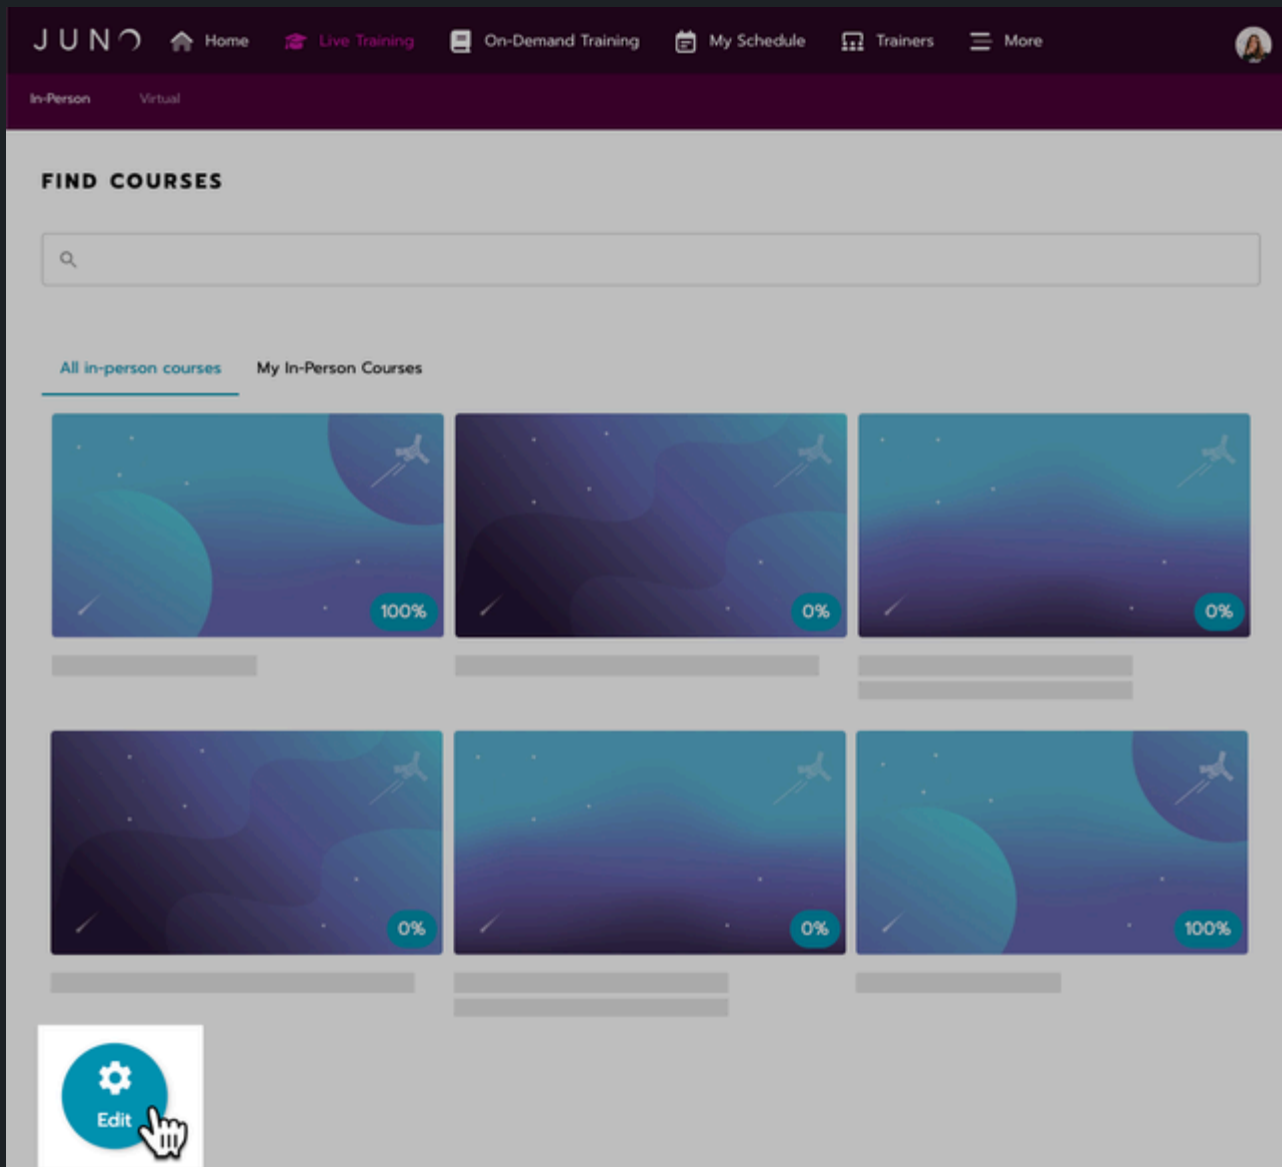 JUNO Home Live Training On-Demand Training My Schedule Trainers More
In-Person Virtual
FIND COURSES
All in-person courses My In-Person Courses
100% 0% 0%
0% 0% 100%
Edit